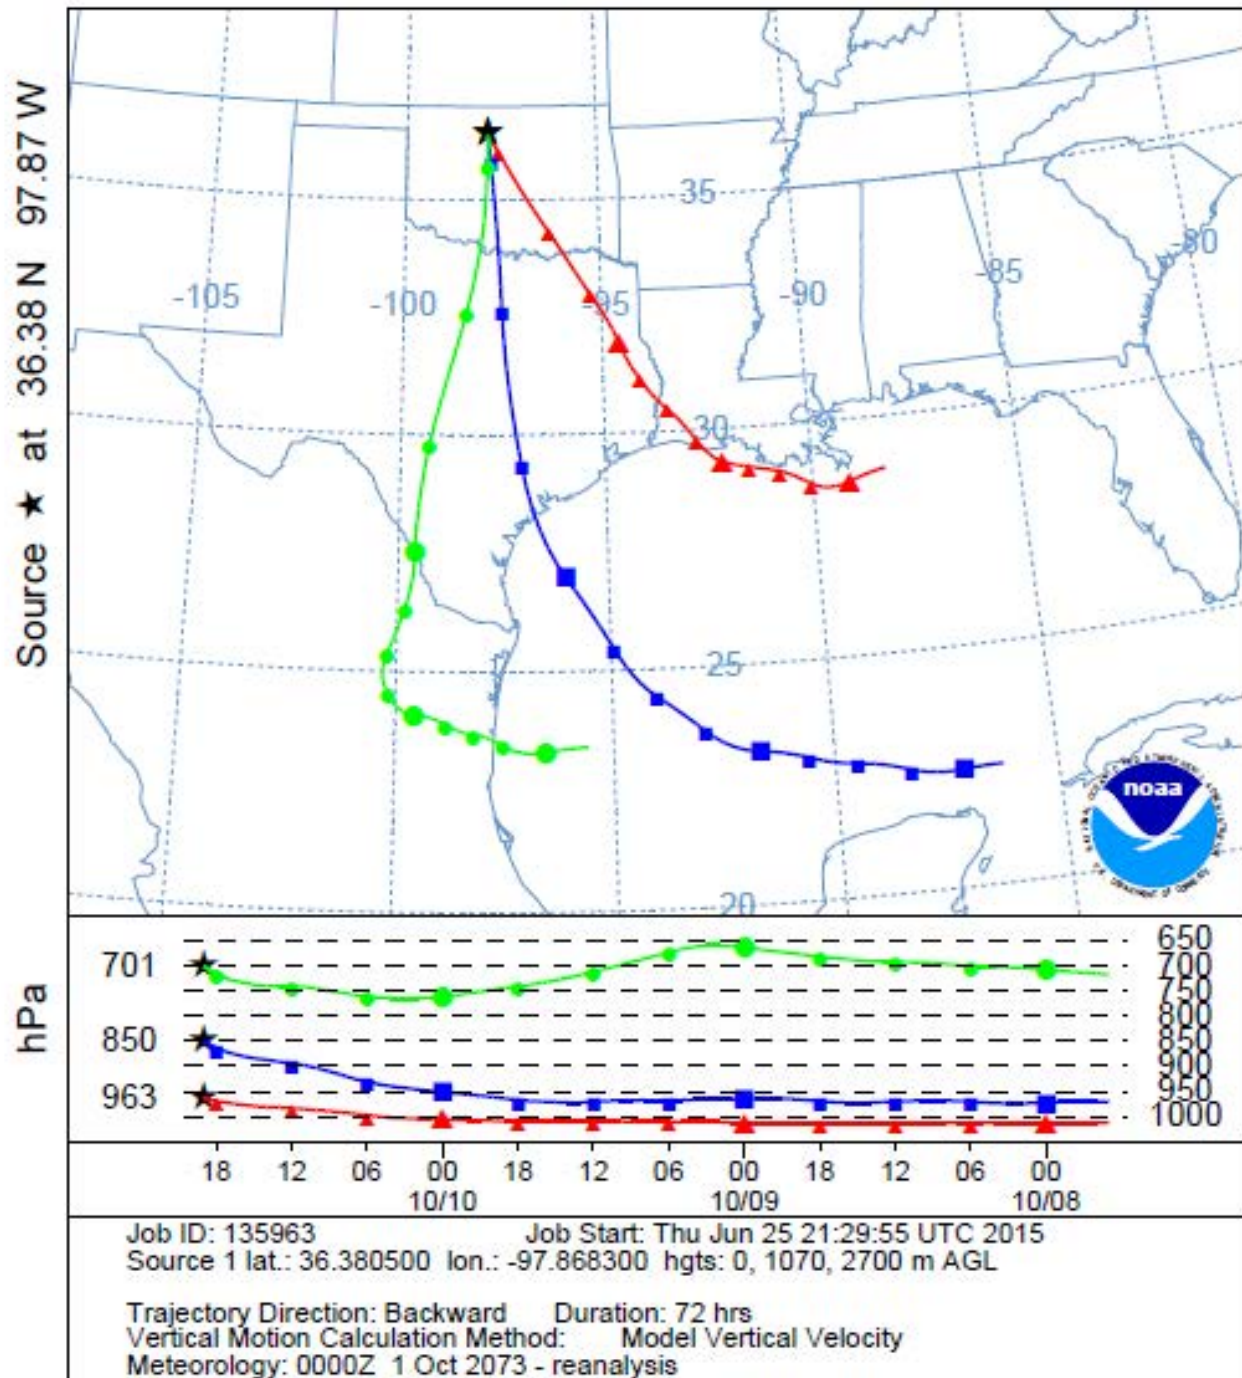 Source ★ at 36.38 N 97.87 W
35
-80
-105
-100
-95
-90
-85
30
25
20
noaa
hPa
701
850
963
650
700
750
800
850
900
950
1000
18 12 06 00 18 12 06 00 18 12 06 00
10/10 10/09 10/08
Job ID: 135963 Job Start: Thu Jun 25 21:29:55 UTC 2015
Source 1 lat.: 36.380500 lon.: -97.868300 hgts: 0, 1070, 2700 m AGL
Trajectory Direction: Backward Duration: 72 hrs
Vertical Motion Calculation Method: Model Vertical Velocity
Meteorology: 0000Z 1 Oct 2073 - reanalysis